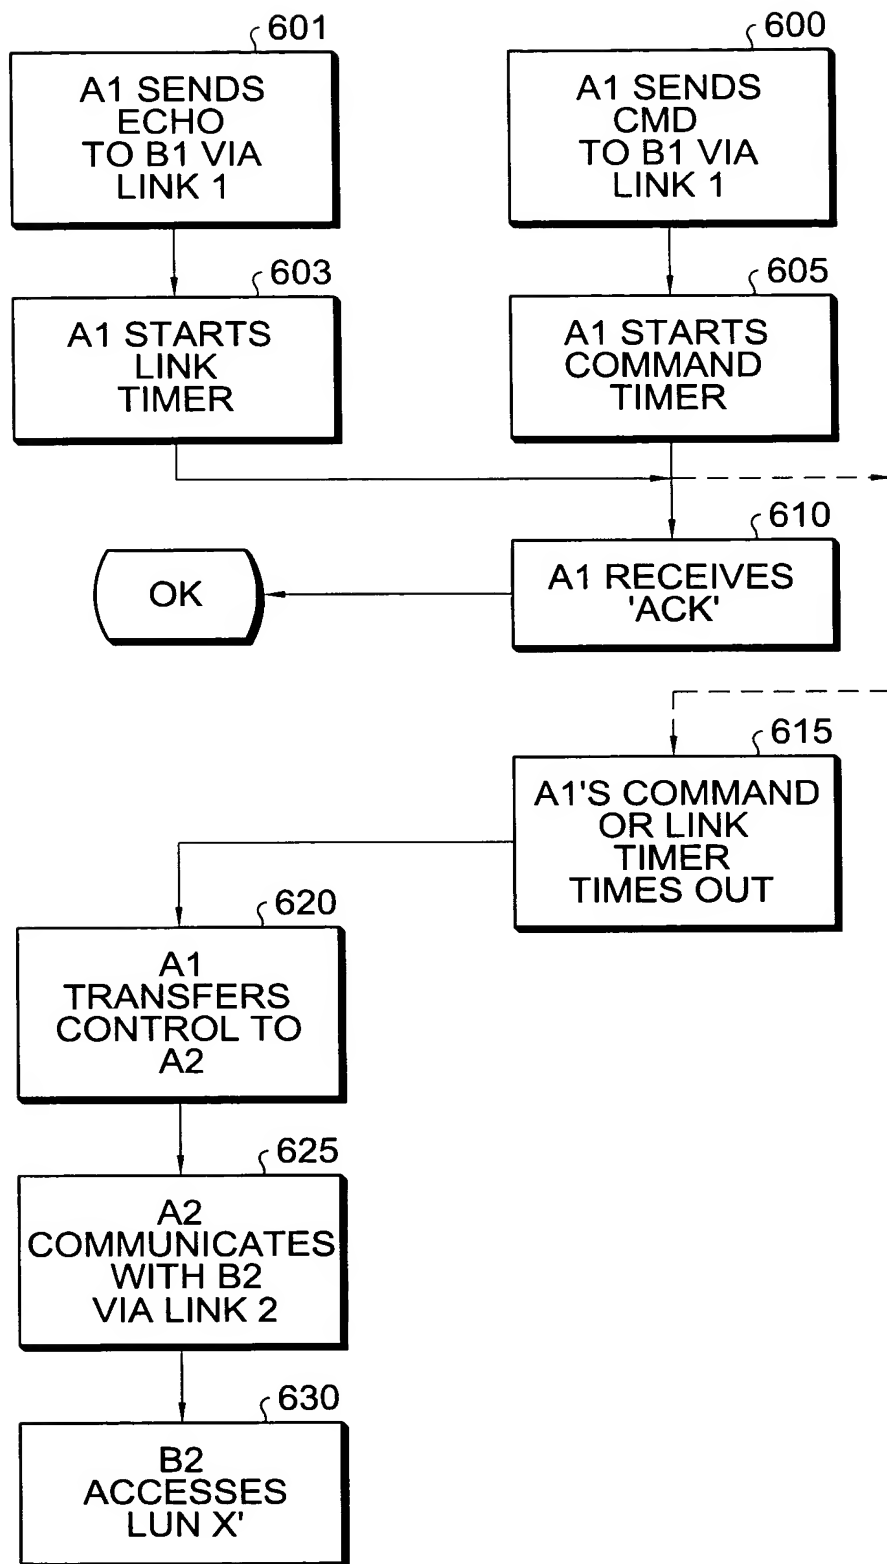 601
A1 SENDS
ECHO
TO B1 VIA
LINK 1
600
A1 SENDS
CMD
TO B1 VIA
LINK 1
603
A1 STARTS
LINK
TIMER
605
A1 STARTS
COMMAND
TIMER
610
A1 RECEIVES
'ACK'
OK
615
A1'S COMMAND
OR LINK
TIMER
TIMES OUT
620
A1
TRANSFERS
CONTROL TO
A2
625
A2
COMMUNICATES
WITH B2
VIA LINK 2
630
B2
ACCESSES
LUN X'